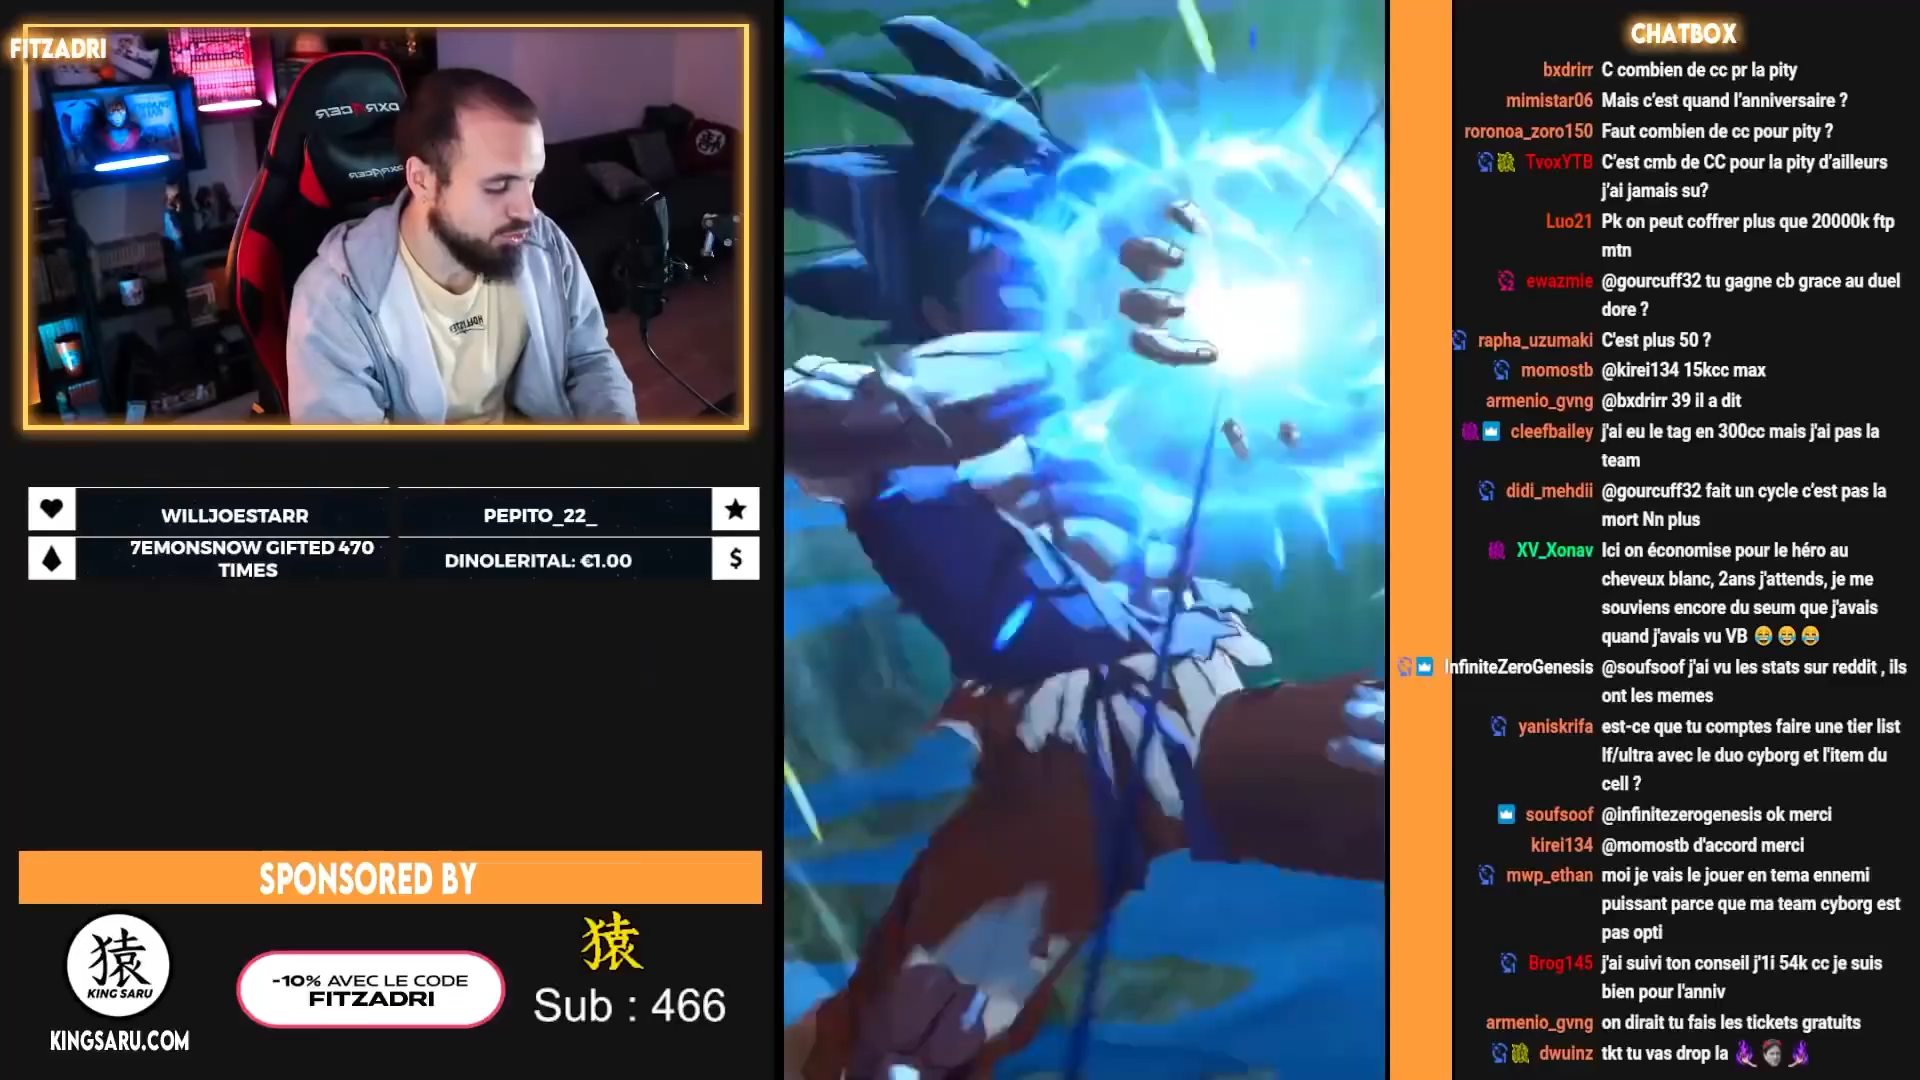 FITZADRI
DXRACER
DXRACER
HOLLISTER
WILLJOESTARR
PEPITO_22_
7EMONSNOW GIFTED 470
TIMES
DINOLERITAL: €1.00
$
SPONSORED BY
猿
KING SARU
KINGSARU.COM
-10% AVEC LE CODE
FITZADRI
猿
Sub : 466
CHATBOX
bxdrirr C combien de cc pr la pity
mimistar06 Mais c'est quand l'anniversaire ?
roronoa_zoro150 Faut combien de cc pour pity ?
TvoxYTB C'est cmb de CC pour la pity d'ailleurs
j'ai jamais su?
Luo21 Pk on peut coffrer plus que 20000k ftp
mtn
ewazmie @gourcuff32 tu gagne cb grace au duel
dore ?
rapha_uzumaki C'est plus 50 ?
momostb @kirei134 15kcc max
armenio_gvng @bxdrirr 39 il a dit
cleefbailey j'ai eu le tag en 300cc mais j'ai pas la
team
didi_mehdii @gourcuff32 fait un cycle c'est pas la
mort Nn plus
XV_Xonav Ici on économise pour le héro au
cheveux blanc, 2ans j'attends, je me
souviens encore du seum que j'avais
quand j'avais vu VB 😂 😂 😂
InfiniteZeroGenesis @soufsoof j'ai vu les stats sur reddit , ils
ont les memes
yaniskrifa est-ce que tu comptes faire une tier list
lf/ultra avec le duo cyborg et l'item du
cell ?
soufsoof @infinitezerogenesis ok merci
kirei134 @momostb d'accord merci
mwp_ethan moi je vais le jouer en tema ennemi
puissant parce que ma team cyborg est
pas opti
Brog145 j'ai suivi ton conseil j'1i 54k cc je suis
bien pour l'anniv
armenio_gvng on dirait tu fais les tickets gratuits
dwuinz tkt tu vas drop la